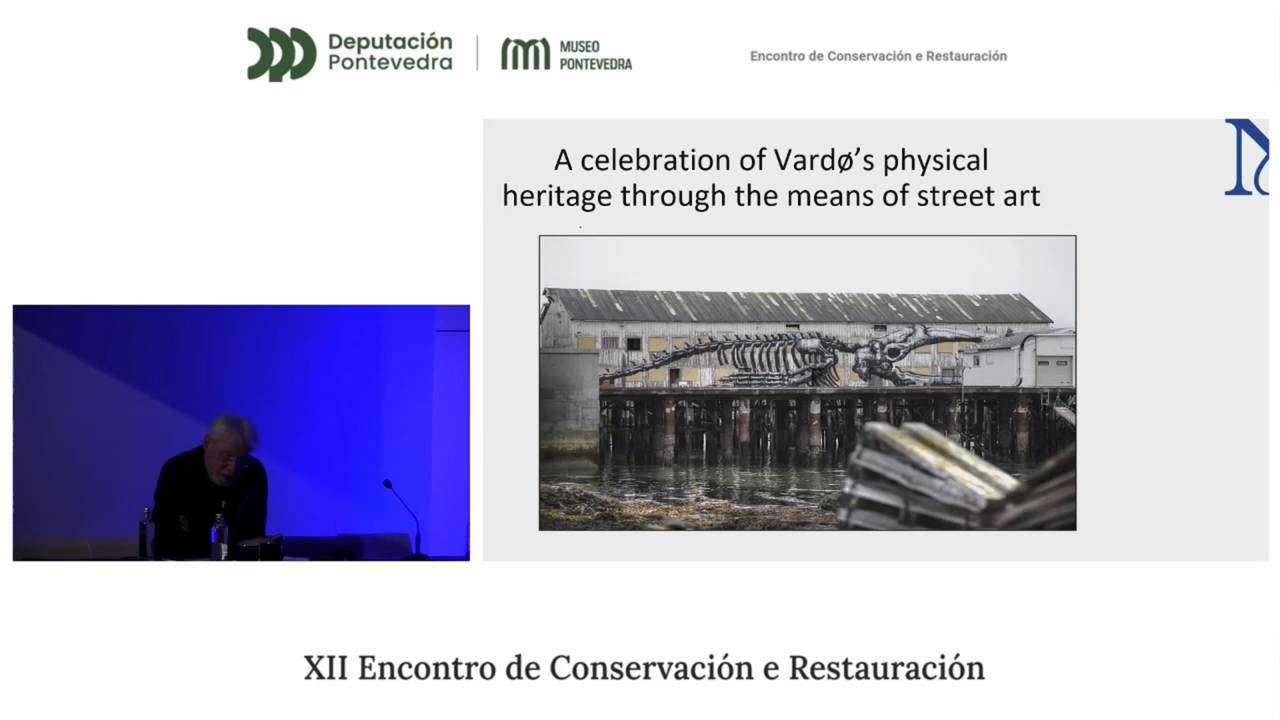 Deputación
Pontevedra
MUSEO
PONTEVEDRA
Encontro de Conservación e Restauración
A celebration of Vardø’s physical
heritage through the means of street art
XII Encontro de Conservación e Restauración